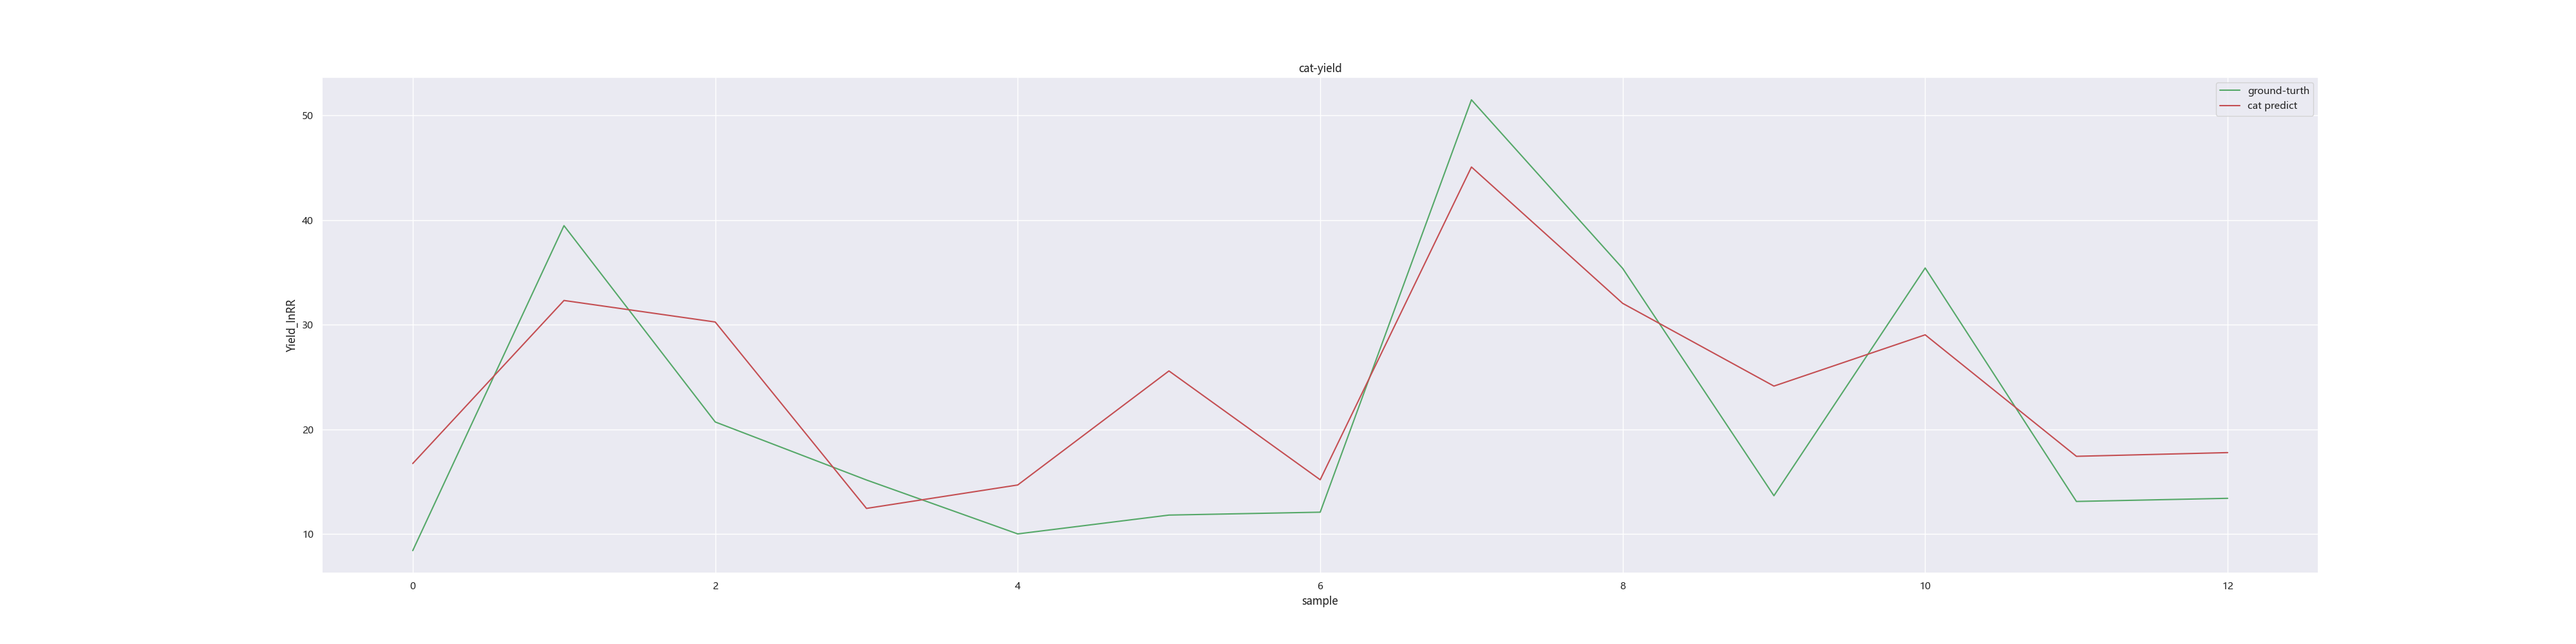 cat-yield
ground-turth
cat predict
50
40
30
20
10
Yield_lnRR
0 2 4 6 8 10 12
sample